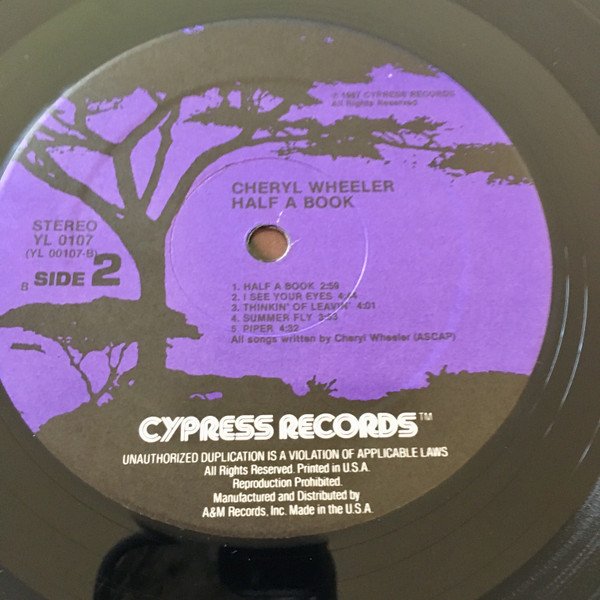 ℗ 1987 CYPRESS RECORDS
All Rights Reserved
CHERYL WHEELER
HALF A BOOK
STEREO
YL 0107
(YL 00107-B)
B SIDE 2
1. HALF A BOOK 2:59
2. I SEE YOUR EYES 4:14
3. THINKIN' OF LEAVIN' 4:01
4. SUMMER FLY 3:53
5. PIPER 4:32
All songs written by Cheryl Wheeler (ASCAP)
CYPRESS RECORDS™
UNAUTHORIZED DUPLICATION IS A VIOLATION OF APPLICABLE LAWS
All Rights Reserved. Printed in U.S.A.
Reproduction Prohibited.
Manufactured and Distributed by
A&M Records, Inc. Made in the U.S.A.